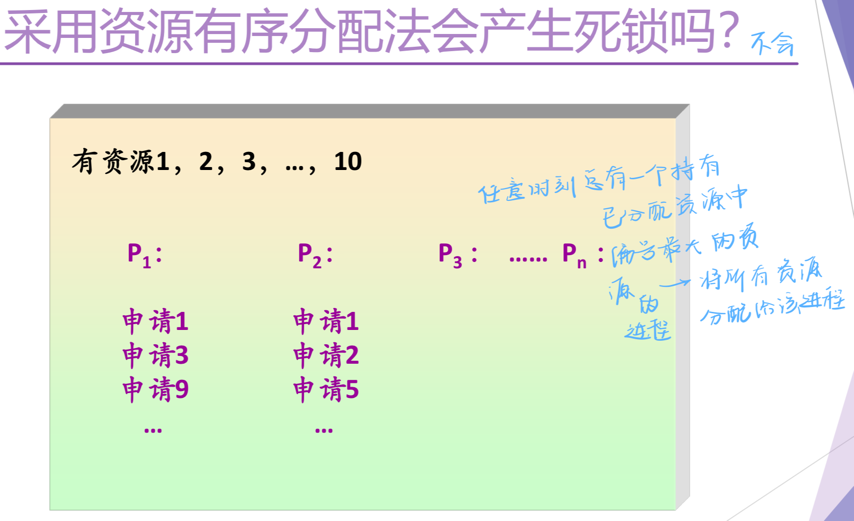 采用资源有序分配法会产生死锁吗？不会
有资源1，2，3，…，10
任意时刻总有一个持有
已分配资源中
P1： P2： P3： …… Pn：
编号最大的资
源的
进程
→将所有资源
分配给该进程
申请1 申请1
申请3 申请2
申请9 申请5
… …